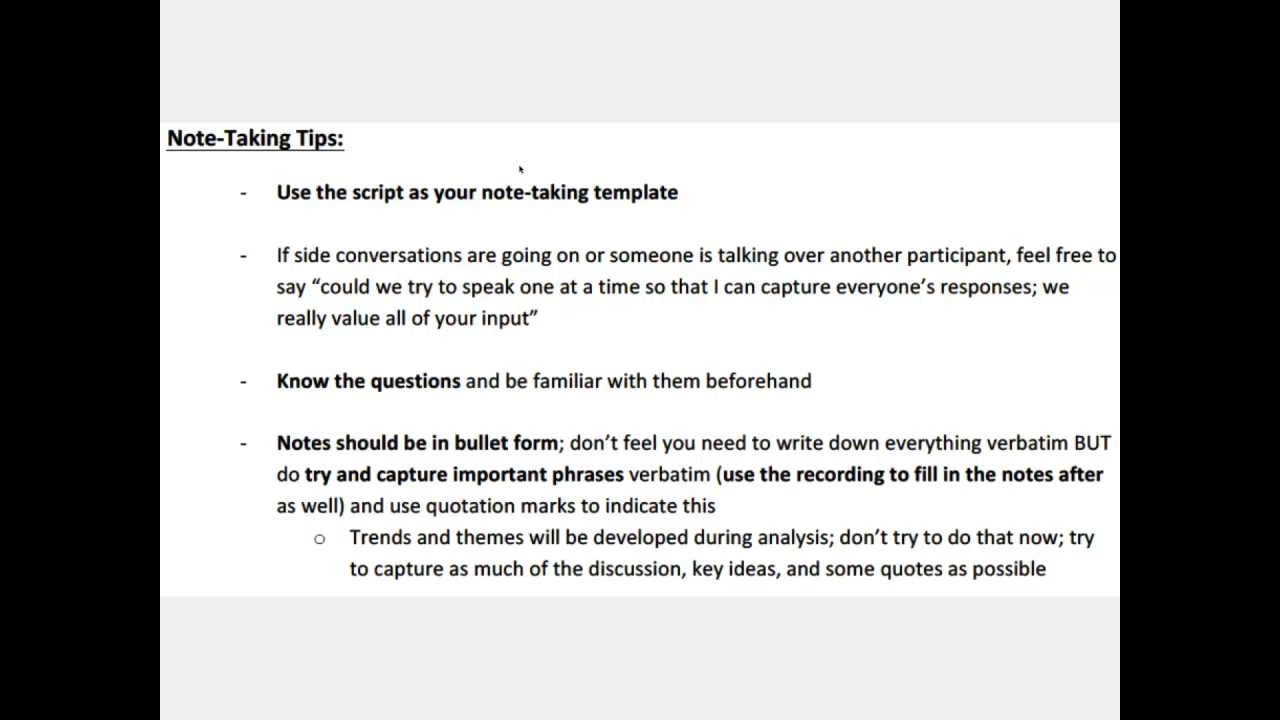 Note-Taking Tips:
- Use the script as your note-taking template
- If side conversations are going on or someone is talking over another participant, feel free to
say “could we try to speak one at a time so that I can capture everyone’s responses; we
really value all of your input”
- Know the questions and be familiar with them beforehand
- Notes should be in bullet form; don’t feel you need to write down everything verbatim BUT
do try and capture important phrases verbatim (use the recording to fill in the notes after
as well) and use quotation marks to indicate this
o Trends and themes will be developed during analysis; don’t try to do that now; try
to capture as much of the discussion, key ideas, and some quotes as possible